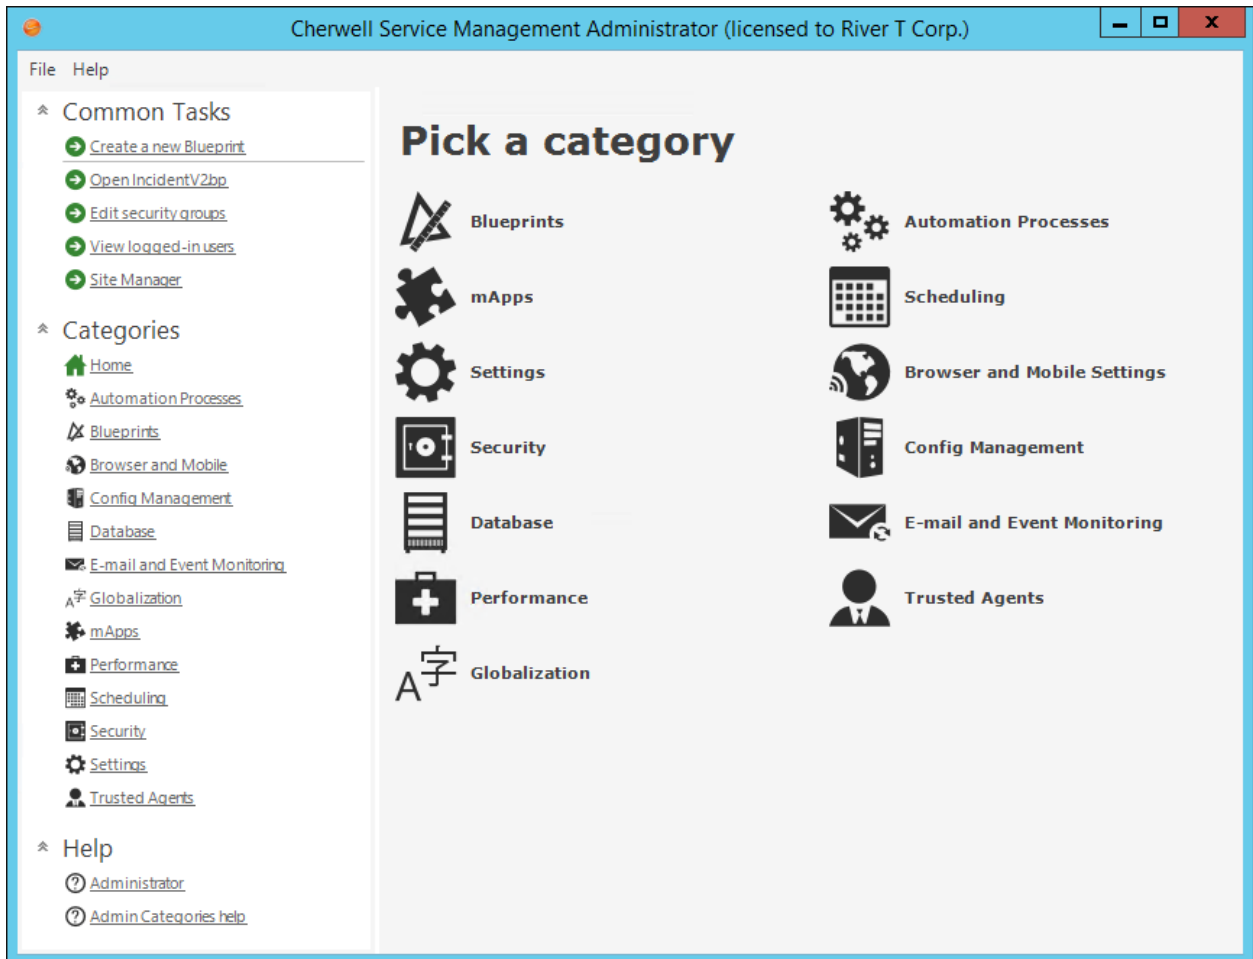 Cherwell Service Management Administrator (licensed to River T Corp.)
File Help
Common Tasks
Create a new Blueprint
Open IncidentV2.bp
Edit security groups
View logged-in users
Site Manager
Categories
Home
Automation Processes
Blueprints
Browser and Mobile
Config Management
Database
E-mail and Event Monitoring
A字 Globalization
mApps
Performance
Scheduling
Security
Settings
Trusted Agents
Help
Administrator
Admin Categories help
Pick a category
Blueprints
Automation Processes
mApps
Scheduling
Settings
Browser and Mobile Settings
Security
Config Management
Database
E-mail and Event Monitoring
Performance
Trusted Agents
A字 Globalization